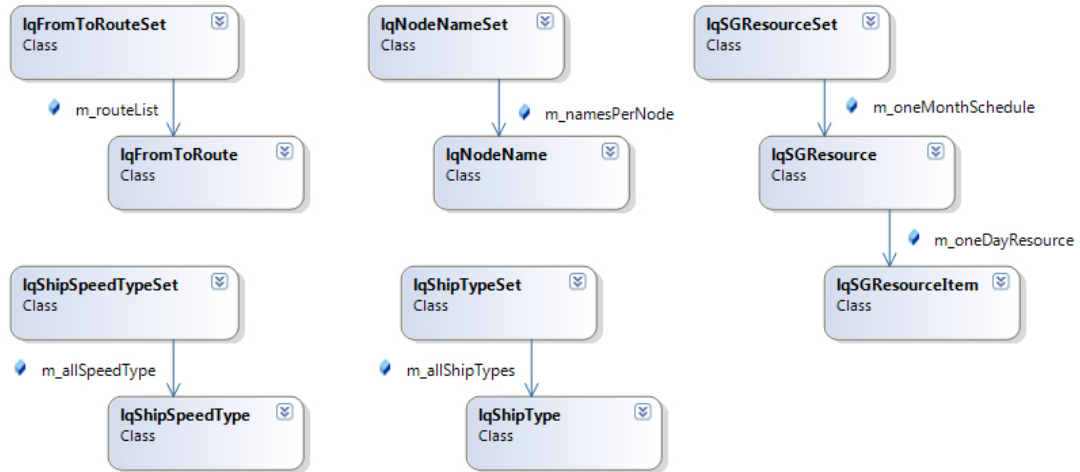 IqFromToRouteSet
Class
m_routeList
IqFromToRoute
Class
IqNodeNameSet
Class
m_namesPerNode
IqNodeName
Class
IqSGResourceSet
Class
m_oneMonthSchedule
IqSGResource
Class
m_oneDayResource
IqSGResourceItem
Class
IqShipSpeedTypeSet
Class
m_allSpeedType
IqShipSpeedType
Class
IqShipTypeSet
Class
m_allShipTypes
IqShipType
Class